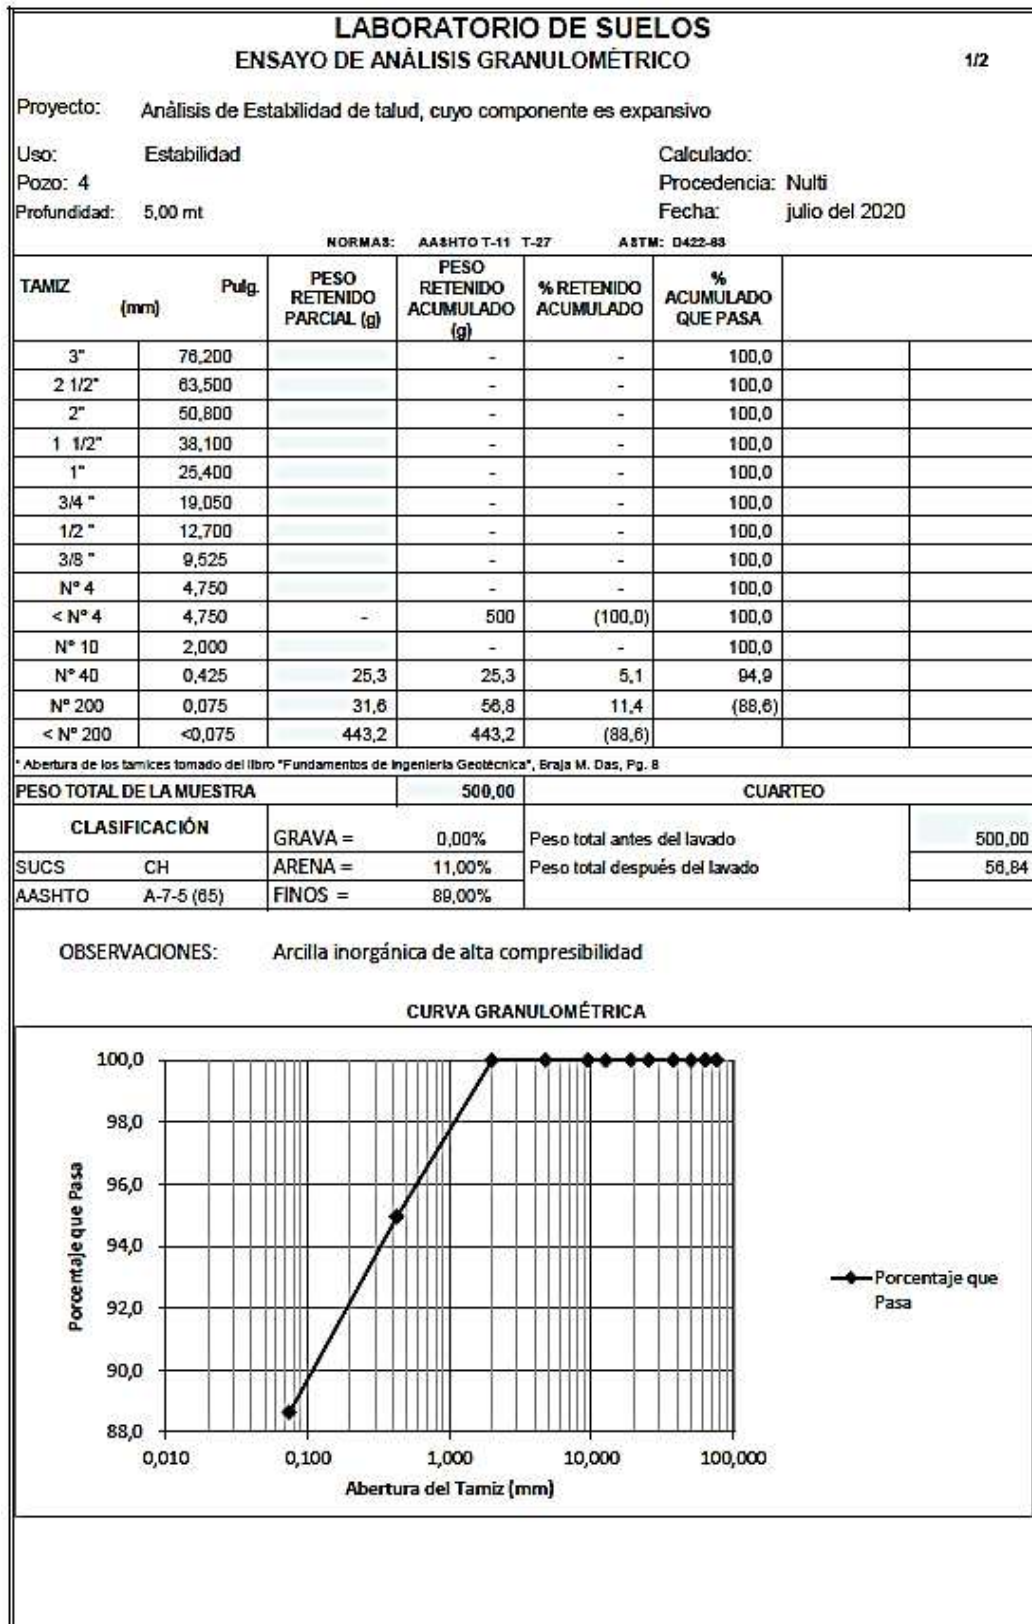 LABORATORIO DE SUELOS
ENSAYO DE ANÁLISIS GRANULOMÉTRICO 1/2
Proyecto: Anàlisis de Estabilidad de talud, cuyo componente es expansivo
Uso: Estabilidad Calculado:
Pozo: 4 Procedencia: Nulti
Profundidad: 5,00 mt Fecha: julio del 2020
NORMAS: AASHTO T-11 T-27 ASTM: D422-63
TAMIZ Pulg. (mm) PESO RETENIDO PARCIAL (g) PESO RETENIDO ACUMULADO (g) % RETENIDO ACUMULADO % ACUMULADO QUE PASA
3" 76,200 - - 100,0
2 1/2" 63,500 - - 100,0
2" 50,800 - - 100,0
1 1/2" 38,100 - - 100,0
1" 25,400 - - 100,0
3/4 " 19,050 - - 100,0
1/2 " 12,700 - - 100,0
3/8 " 9,525 - - 100,0
N° 4 4,750 - - 100,0
< N° 4 4,750 - 500 (100,0) 100,0
N° 10 2,000 - - 100,0
N° 40 0,425 25,3 25,3 5,1 94,9
N° 200 0,075 31,6 56,8 11,4 (88,6)
< N° 200 <0,075 443,2 443,2 (88,6)
* Abertura de los tamices tomado del libro "Fundamentos de Ingeniería Geotécnica", Braja M. Das, Pg. 8
PESO TOTAL DE LA MUESTRA 500,00 CUARTEO
CLASIFICACIÓN GRAVA = 0,00% Peso total antes del lavado 500,00
SUCS CH ARENA = 11,00% Peso total después del lavado 56,84
AASHTO A-7-5 (65) FINOS = 89,00%
OBSERVACIONES: Arcilla inorgánica de alta compresibilidad
CURVA GRANULOMÉTRICA
100,0
98,0
96,0
94,0
92,0
90,0
88,0
Porcentaje que Pasa
0,010 0,100 1,000 10,000 100,000
Abertura del Tamiz (mm)
Porcentaje que
Pasa